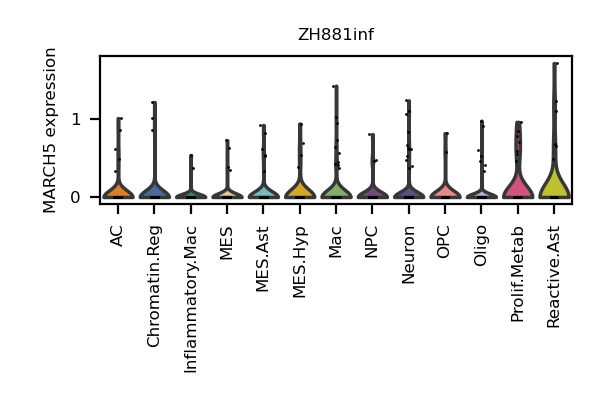 ZH881inf
MARCH5 expression
1
0
AC
Chromatin.Reg
Inflammatory.Mac
MES
MES.Ast
MES.Hyp
Mac
NPC
Neuron
OPC
Oligo
Prolif.Metab
Reactive.Ast